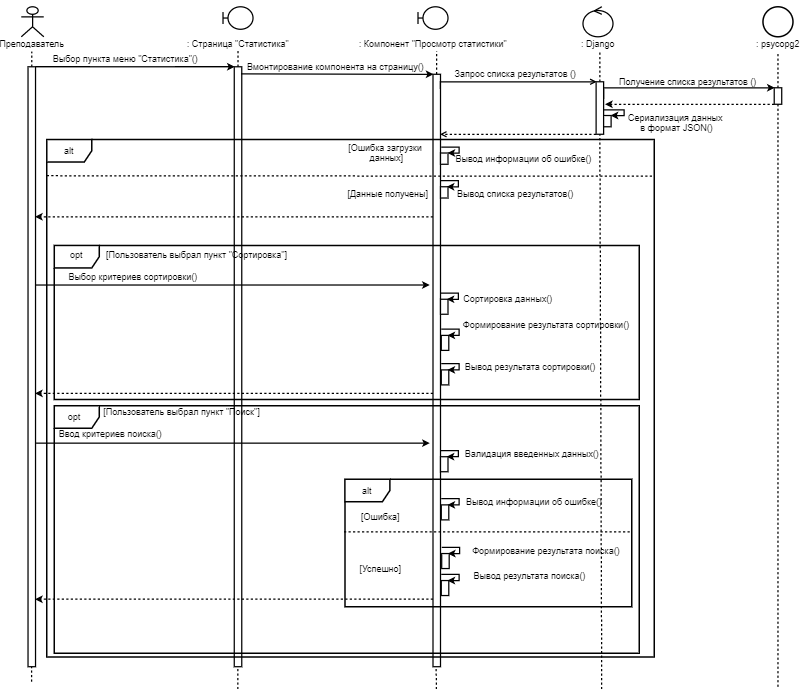 Преподаватель
: Страница "Статистика"
: Компонент "Просмотр статистики"
: Django
: psycopg2
Выбор пункта меню "Статистика"()
Вмонтирование компонента на страницу()
Запрос списка результатов ()
Получение списка результатов ()
Сериализация данных
в формат JSON()
alt
[Ошибка загрузки
данных]
Вывод информации об ошибке()
[Данные получены]
Вывод списка результатов()
opt
[Пользователь выбрал пункт "Сортировка"]
Выбор критериев сортировки()
Сортировка данных()
Формирование результата сортировки()
Вывод результата сортировки()
opt
[Пользователь выбрал пункт "Поиск"]
Ввод критериев поиска()
Валидация введенных данных()
alt
Вывод информации об ошибке()
[Ошибка]
Формирование результата поиска()
[Успешно]
Вывод результата поиска()